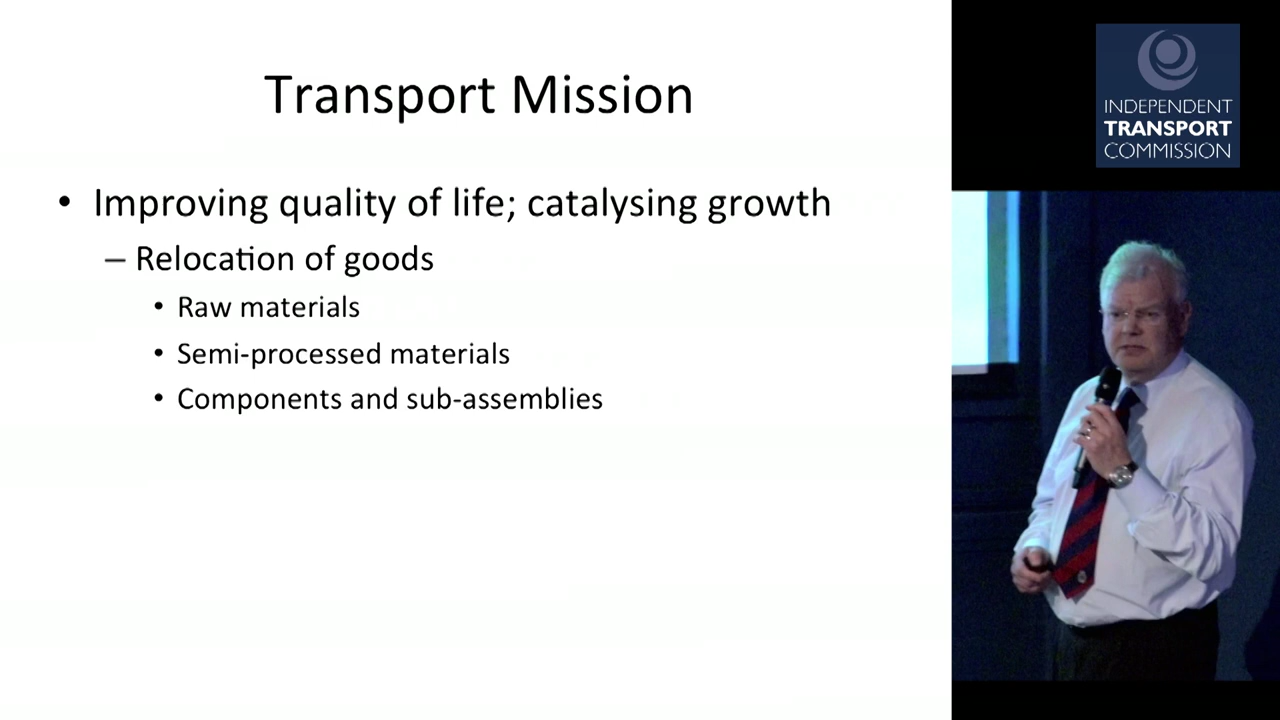 Transport Mission
• Improving quality of life; catalysing growth
– Relocation of goods
• Raw materials
• Semi-processed materials
• Components and sub-assemblies
INDEPENDENT
TRANSPORT
COMMISSION